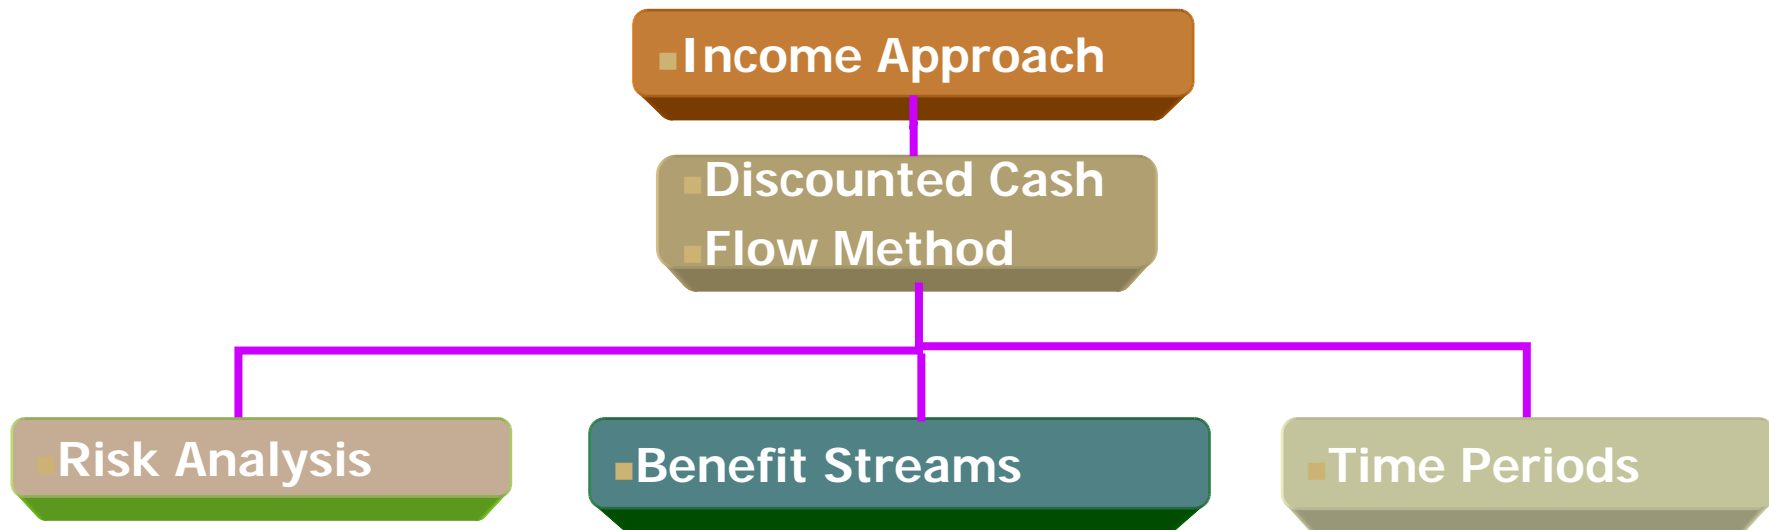 Income Approach
Discounted Cash
Flow Method
Risk Analysis
Benefit Streams
Time Periods